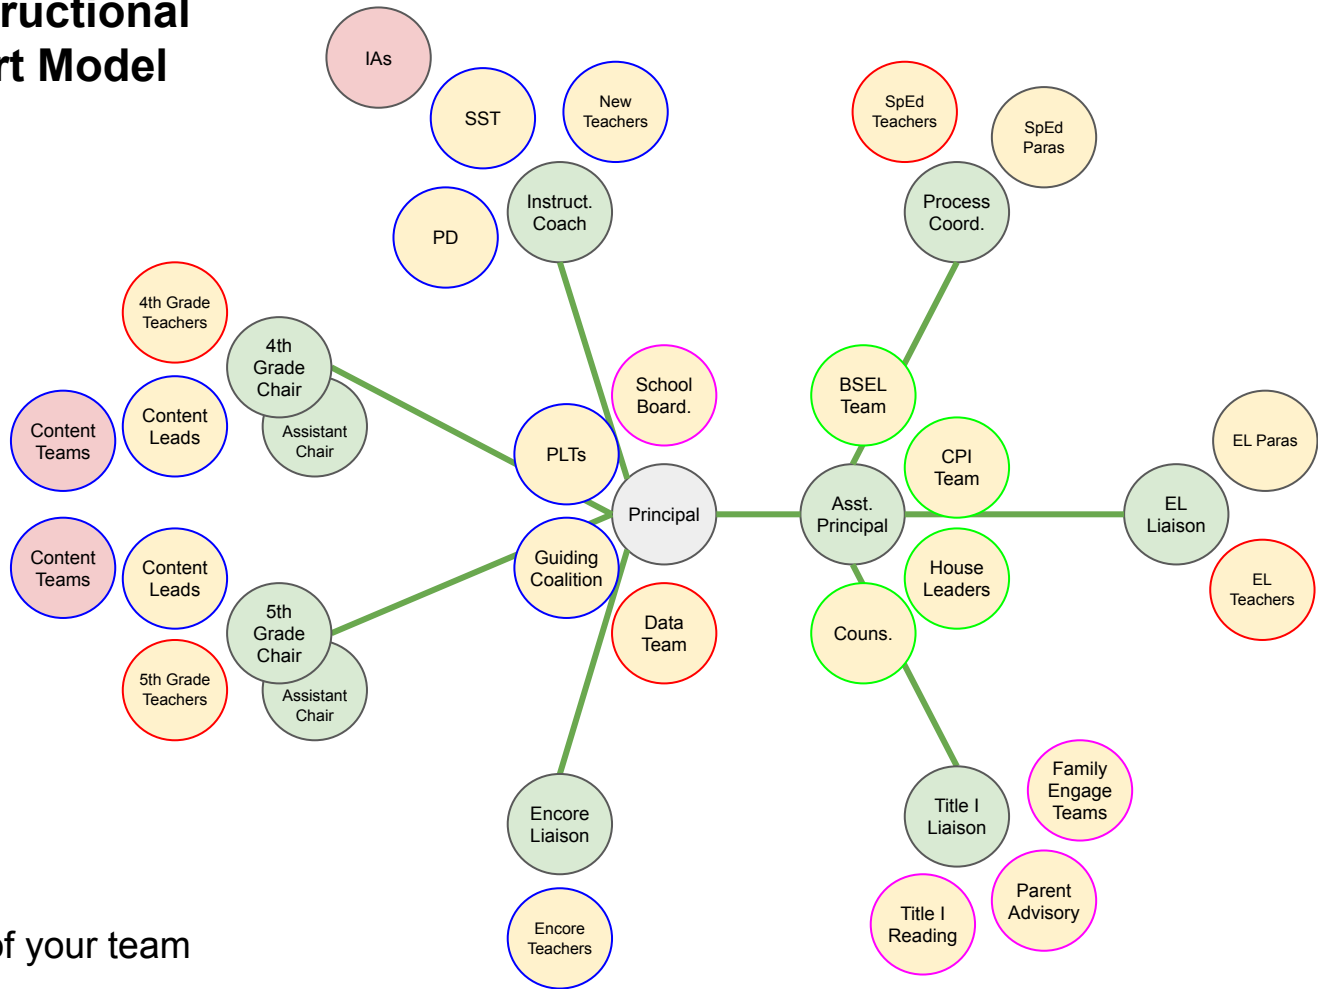 ructional
rt Model
IAs
SST
New
Teachers
PD
Instruct.
Coach
SpEd
Teachers
SpEd
Paras
Process
Coord.
4th Grade
Teachers
4th
Grade
Chair
Assistant
Chair
Content
Leads
Content
Teams
School
Board.
PLTs
Principal
BSEL
Team
CPI
Team
Asst.
Principal
EL Paras
EL
Liaison
EL
Teachers
Content
Teams
Content
Leads
5th
Grade
Chair
Assistant
Chair
5th Grade
Teachers
Guiding
Coalition
Data
Team
House
Leaders
Couns.
Encore
Liaison
Encore
Teachers
Title I
Liaison
Family
Engage
Teams
Parent
Advisory
Title I
Reading
of your team